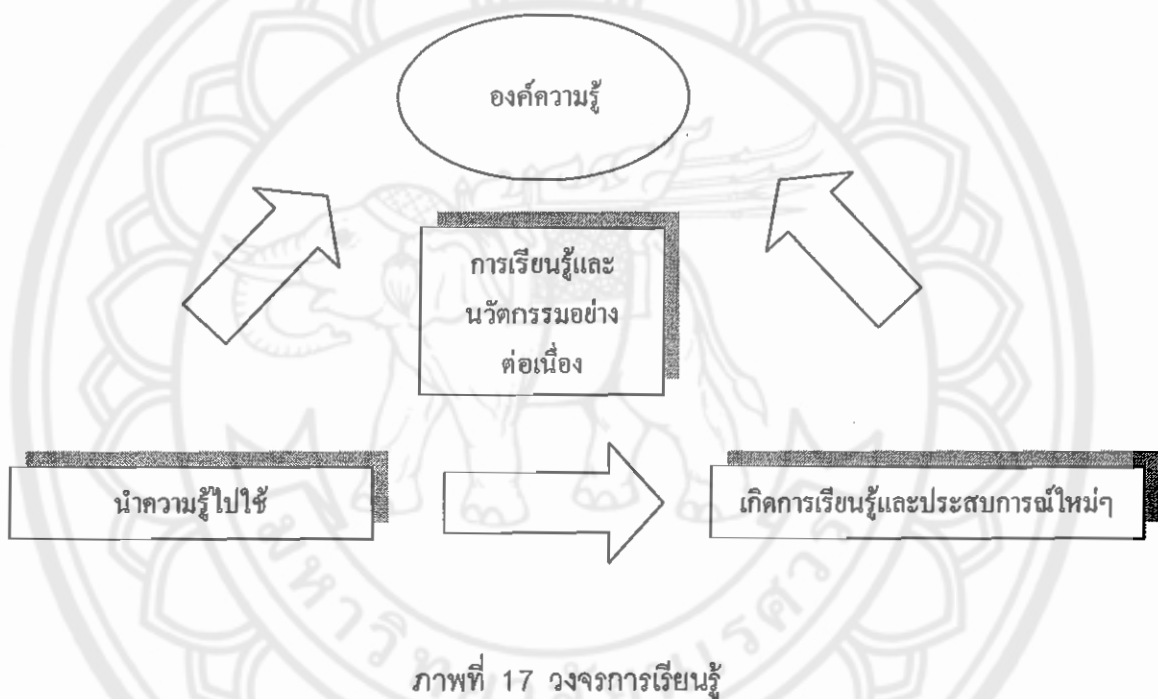 องค์ความรู้
การเรียนรู้และ
นวัตกรรมอย่าง
ต่อเนื่อง
นำความรู้ไปใช้
เกิดการเรียนรู้และประสบการณ์ใหม่ๆ
ภาพที่ 17 วงจรการเรียนรู้